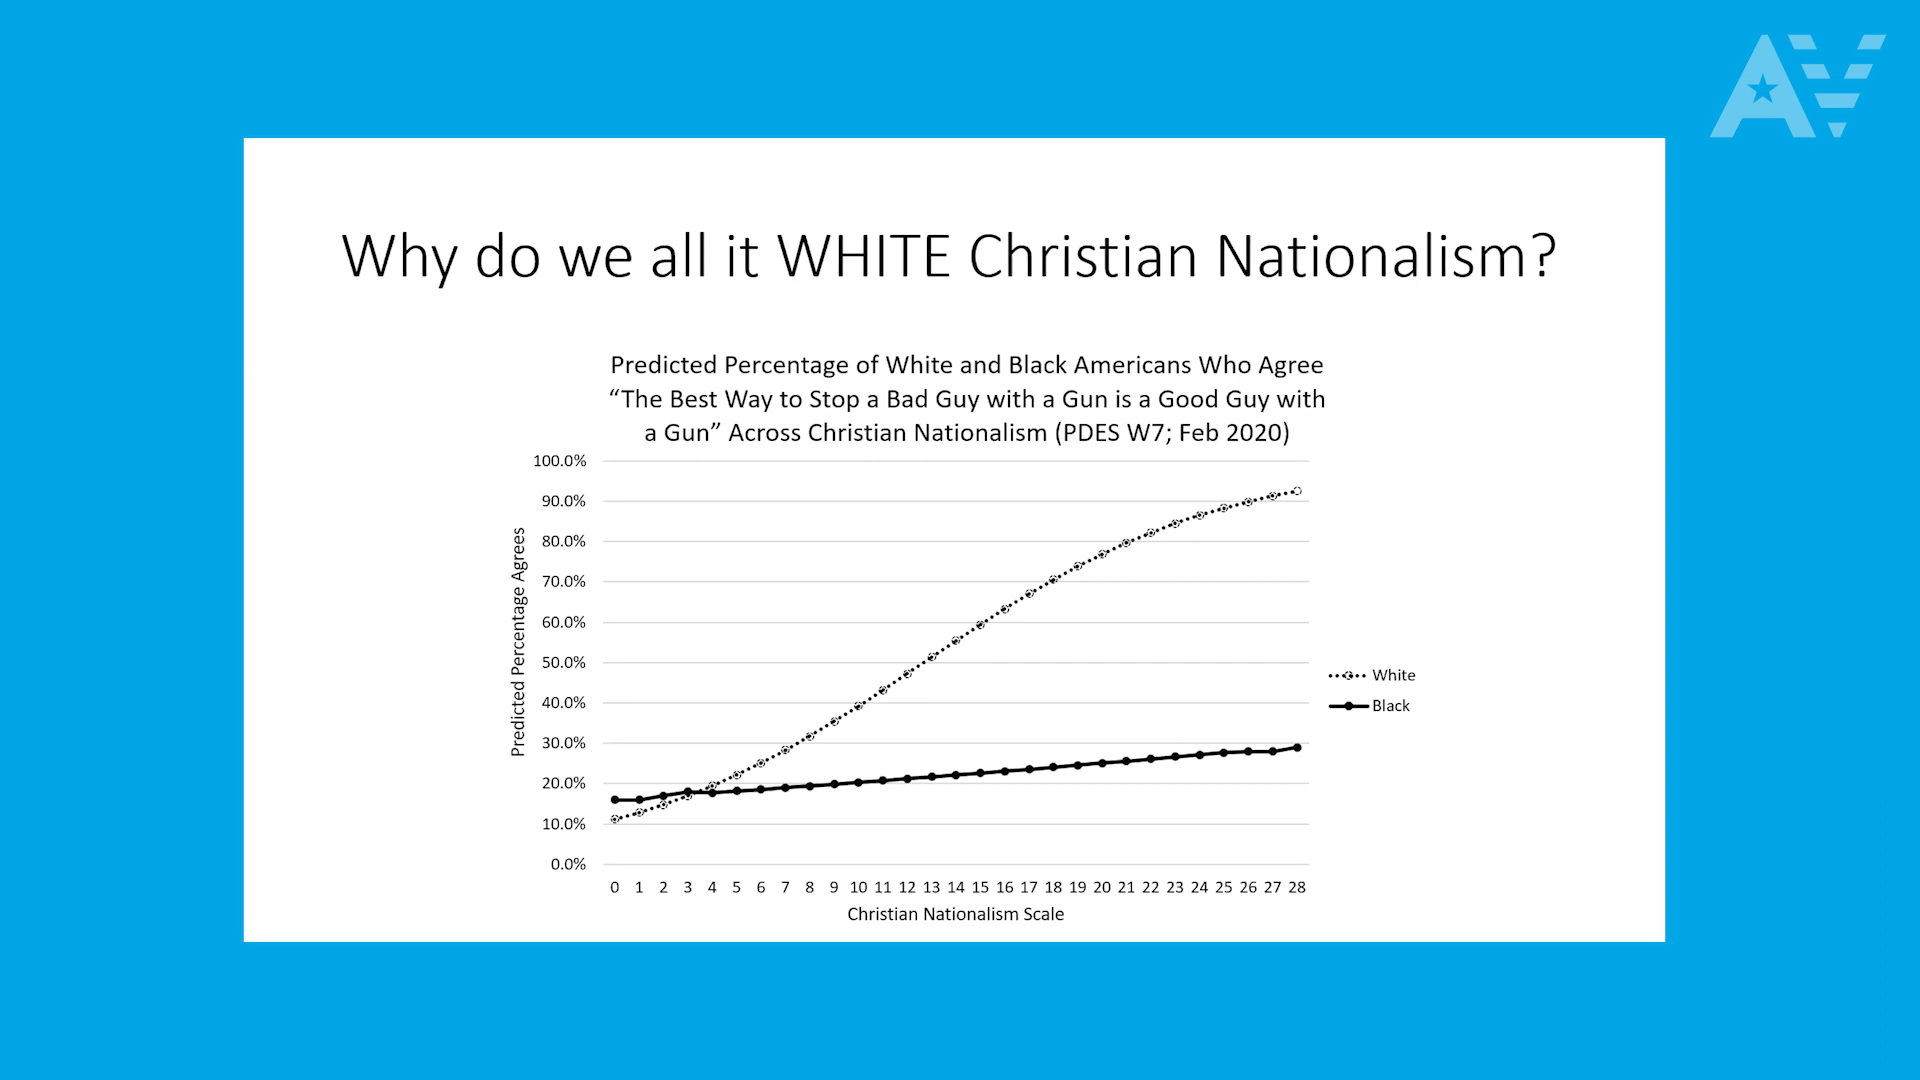 AV
Why do we all it WHITE Christian Nationalism?
Predicted Percentage of White and Black Americans Who Agree
“The Best Way to Stop a Bad Guy with a Gun is a Good Guy with
a Gun” Across Christian Nationalism (PDES W7; Feb 2020)
Predicted Percentage Agrees
100.0%
90.0%
80.0%
70.0%
60.0%
50.0%
40.0%
30.0%
20.0%
10.0%
0.0%
0 1 2 3 4 5 6 7 8 9 10 11 12 13 14 15 16 17 18 19 20 21 22 23 24 25 26 27 28
Christian Nationalism Scale
White
Black